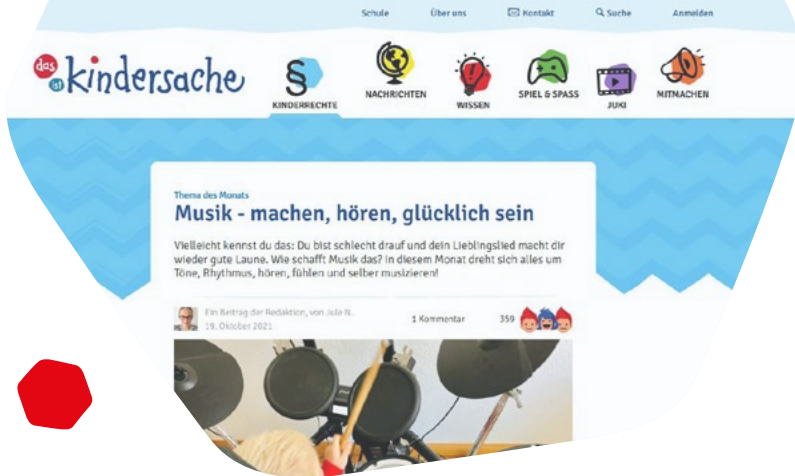 Schule Über uns Kontakt Suche Anmelden
das ist kindersache
KINDERRECHTE NACHRICHTEN WISSEN SPIEL & SPASS JUKI MITMACHEN
Thema des Monats
Musik - machen, hören, glücklich sein
Vielleicht kennst du das: Du bist schlecht drauf und dein Lieblingslied macht dir
wieder gute Laune. Wie schafft Musik das? In diesem Monat dreht sich alles um
Töne, Rhythmus, hören, fühlen und selber musizieren!
Ein Beitrag der Redaktion, von Jule N.
19. Oktober 2021
1 Kommentar 359